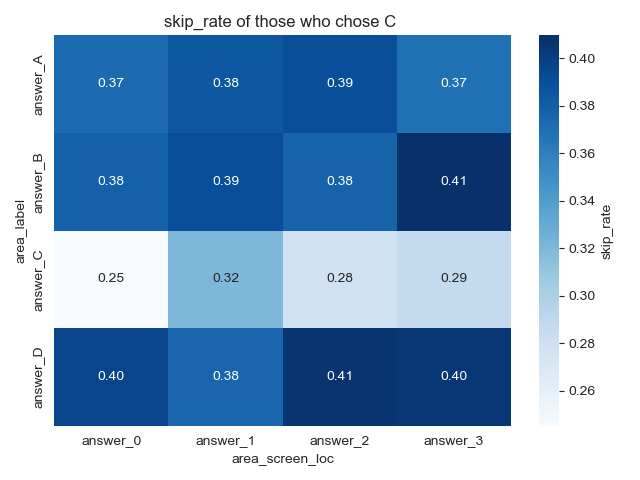 skip_rate of those who chose C
answer_A
0.37 0.38 0.39 0.37
answer_B
0.38 0.39 0.38 0.41
answer_C
0.25 0.32 0.28 0.29
answer_D
0.40 0.38 0.41 0.40
area_label
answer_0 answer_1 answer_2 answer_3
area_screen_loc
0.40
0.38
0.36
0.34
0.32
0.30
0.28
0.26
skip_rate